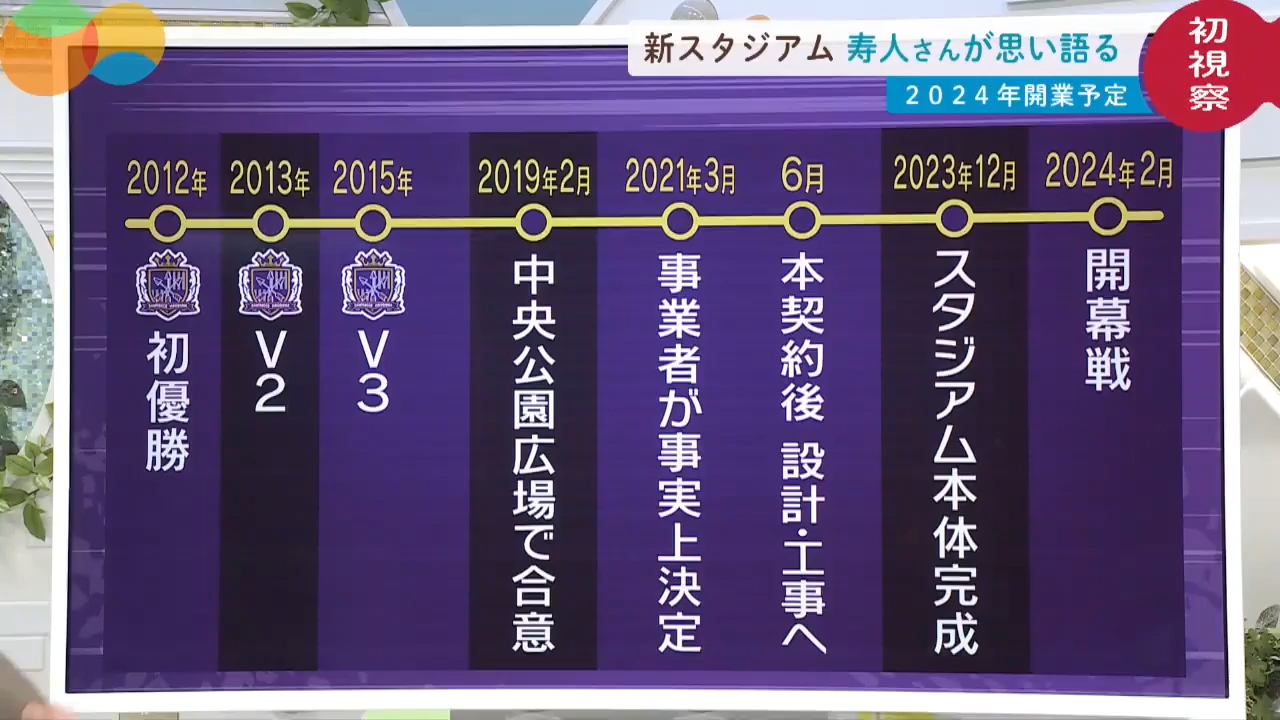 新スタジアム 寿人さんが思い語る
2024年開業予定
初視察
2012年
初優勝
2013年
V2
2015年
V3
2019年2月
中央公園広場で合意
2021年3月
事業者が事実上決定
6月
本契約後 設計・工事へ
2023年12月
スタジアム本体完成
2024年2月
開幕戦